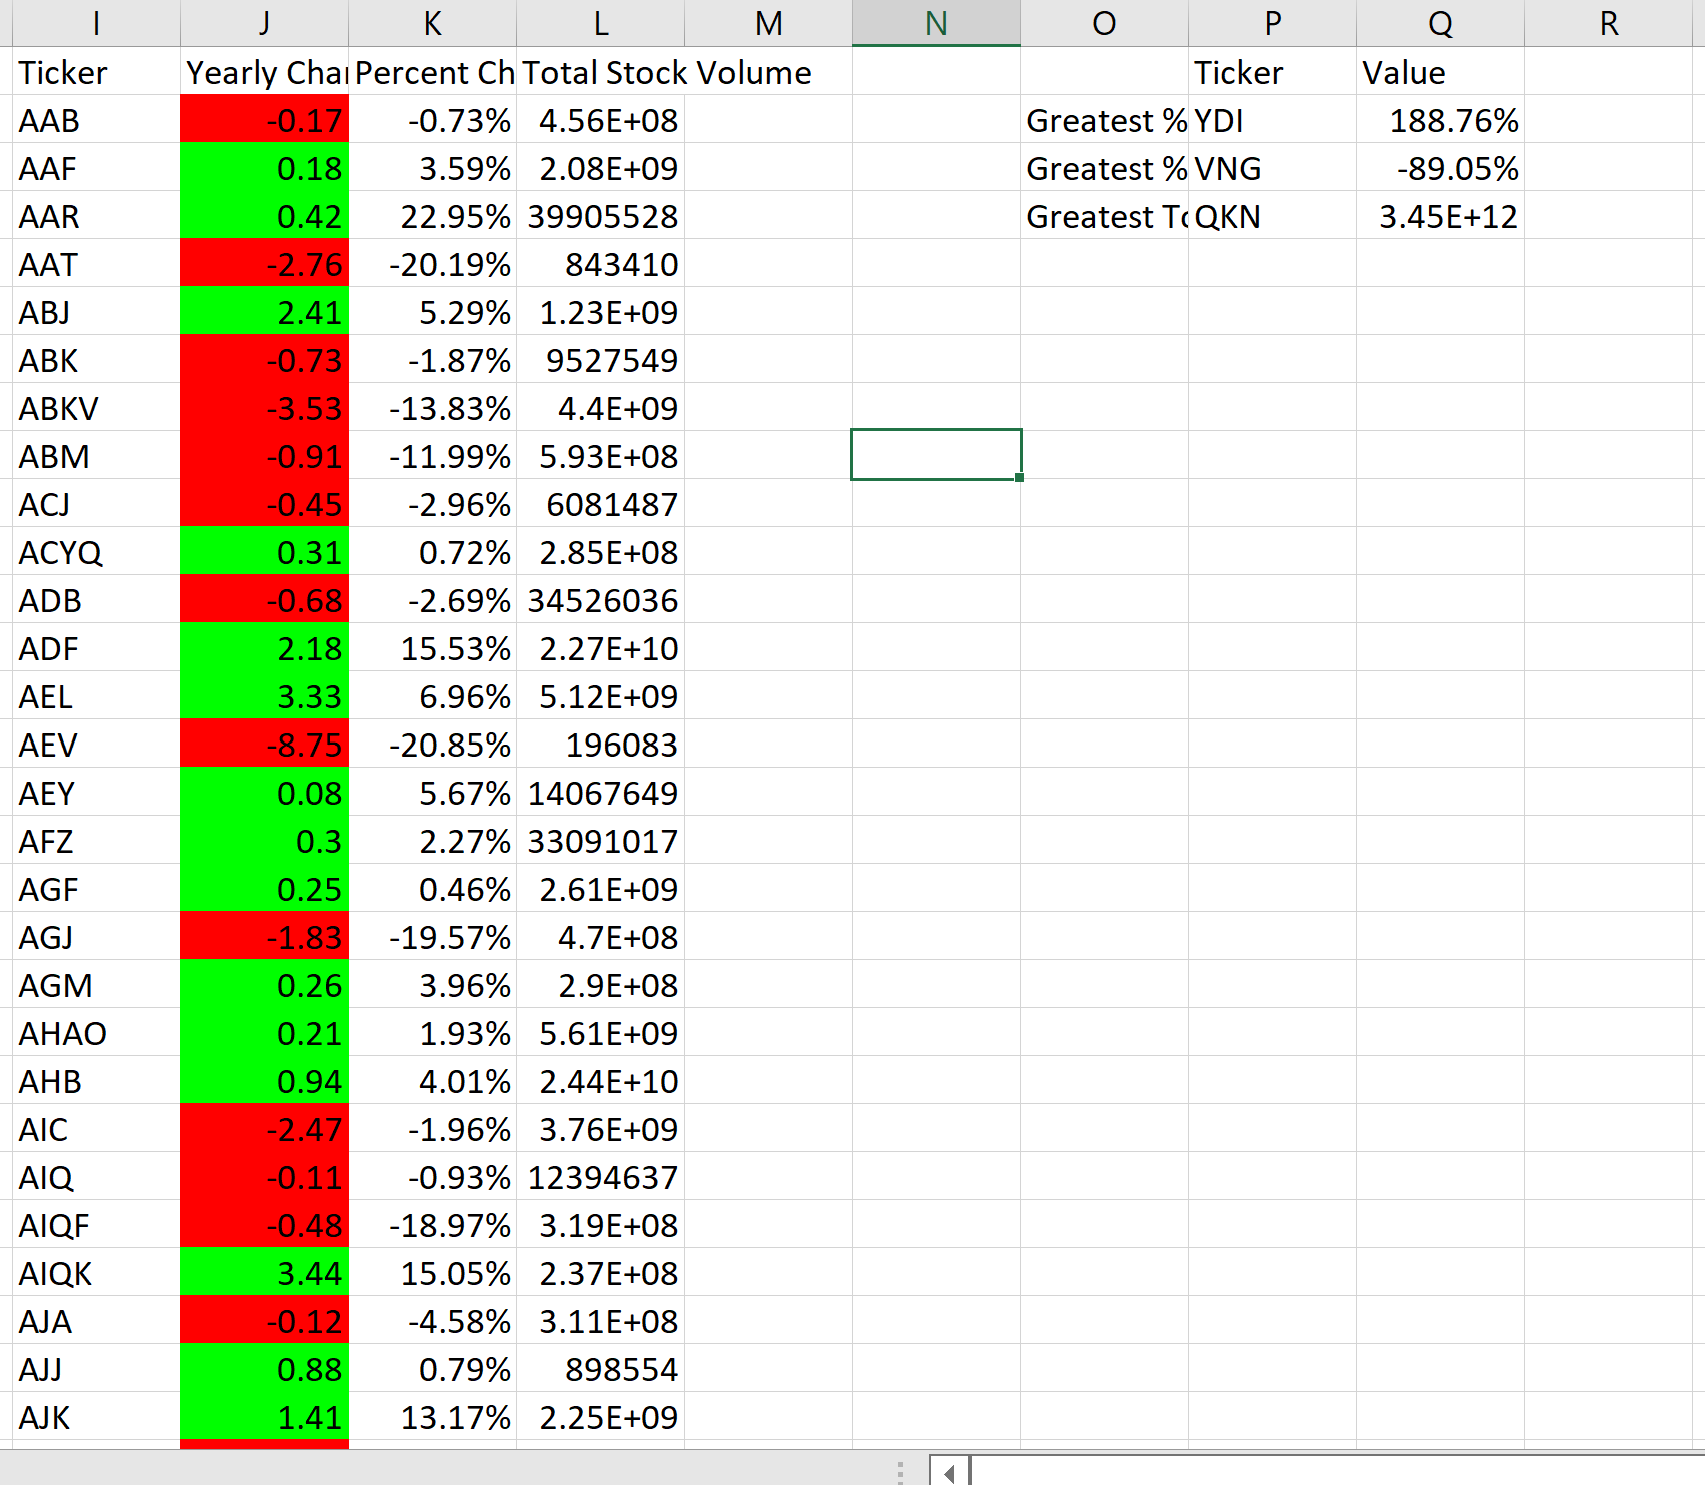 I J K L M N O P Q R
Ticker Yearly Cha Percent Ch Total Stock Volume Ticker Value
AAB -0.17 -0.73% 4.56E+08 Greatest % YDI 188.76%
AAF 0.18 3.59% 2.08E+09 Greatest % VNG -89.05%
AAR 0.42 22.95% 39905528 Greatest To QKN 3.45E+12
AAT -2.76 -20.19% 843410
ABJ 2.41 5.29% 1.23E+09
ABK -0.73 -1.87% 9527549
ABKV -3.53 -13.83% 4.4E+09
ABM -0.91 -11.99% 5.93E+08
ACJ -0.45 -2.96% 6081487
ACYQ 0.31 0.72% 2.85E+08
ADB -0.68 -2.69% 34526036
ADF 2.18 15.53% 2.27E+10
AEL 3.33 6.96% 5.12E+09
AEV -8.75 -20.85% 196083
AEY 0.08 5.67% 14067649
AFZ 0.3 2.27% 33091017
AGF 0.25 0.46% 2.61E+09
AGJ -1.83 -19.57% 4.7E+08
AGM 0.26 3.96% 2.9E+08
AHAO 0.21 1.93% 5.61E+09
AHB 0.94 4.01% 2.44E+10
AIC -2.47 -1.96% 3.76E+09
AIQ -0.11 -0.93% 12394637
AIQF -0.48 -18.97% 3.19E+08
AIQK 3.44 15.05% 2.37E+08
AJA -0.12 -4.58% 3.11E+08
AJJ 0.88 0.79% 898554
AJK 1.41 13.17% 2.25E+09